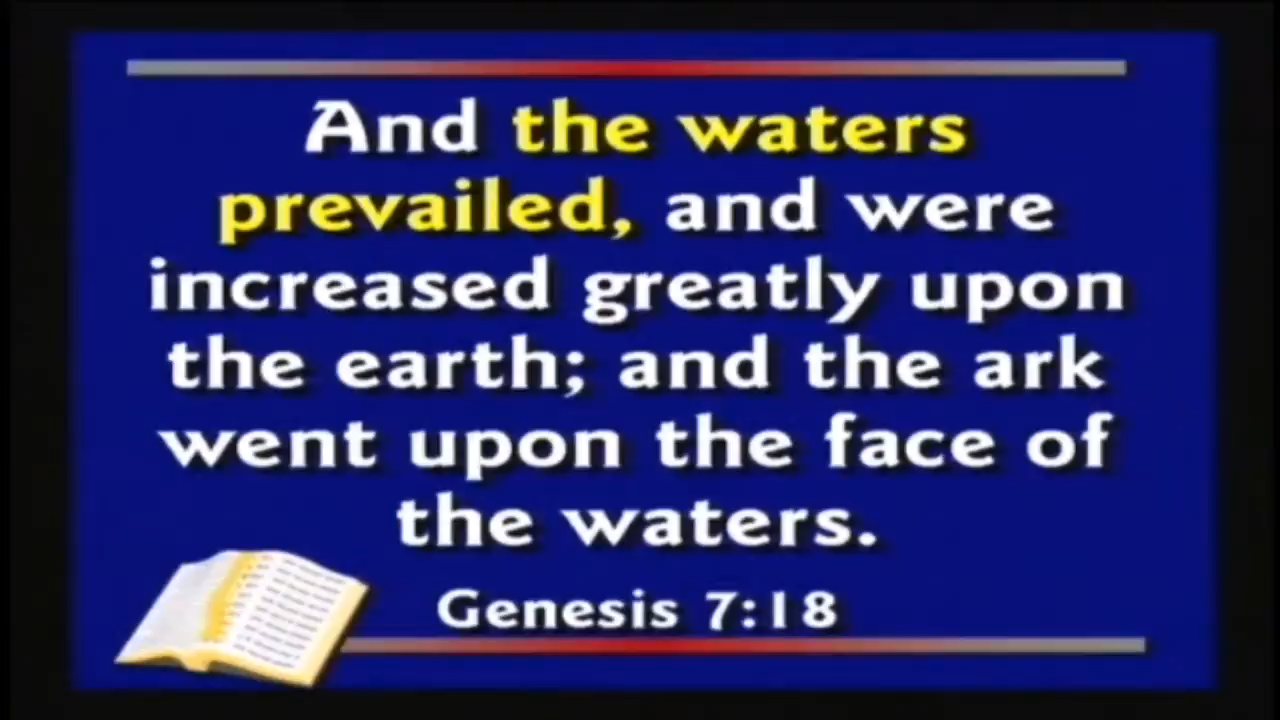 And the waters
prevailed, and were
increased greatly upon
the earth; and the ark
went upon the face of
the waters.
Genesis 7:18